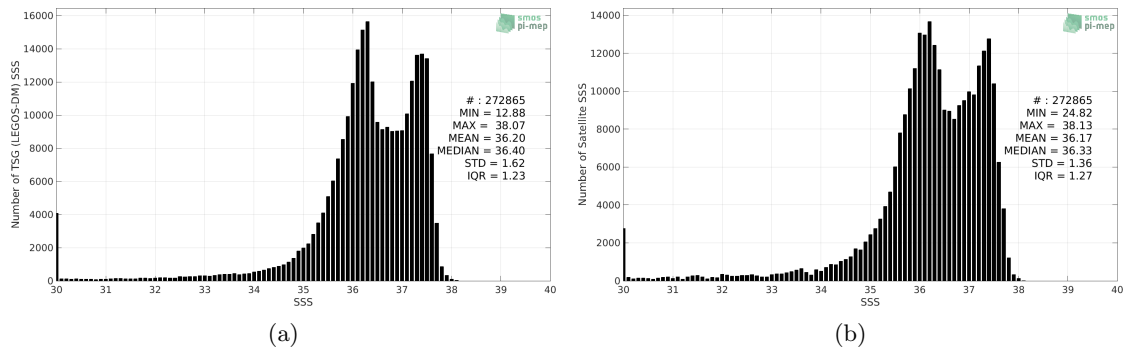 16000
14000
12000
10000
8000
6000
4000
2000
0
Number of TSG (LEGOS-DM) SSS
30 31 32 33 34 35 36 37 38 39 40
SSS
smos
pi-mep
# : 272865
MIN = 12.88
MAX = 38.07
MEAN = 36.20
MEDIAN = 36.40
STD = 1.62
IQR = 1.23
(a)
14000
12000
10000
8000
6000
4000
2000
0
Number of Satellite SSS
30 31 32 33 34 35 36 37 38 39 40
SSS
smos
pi-mep
# : 272865
MIN = 24.82
MAX = 38.13
MEAN = 36.17
MEDIAN = 36.33
STD = 1.36
IQR = 1.27
(b)